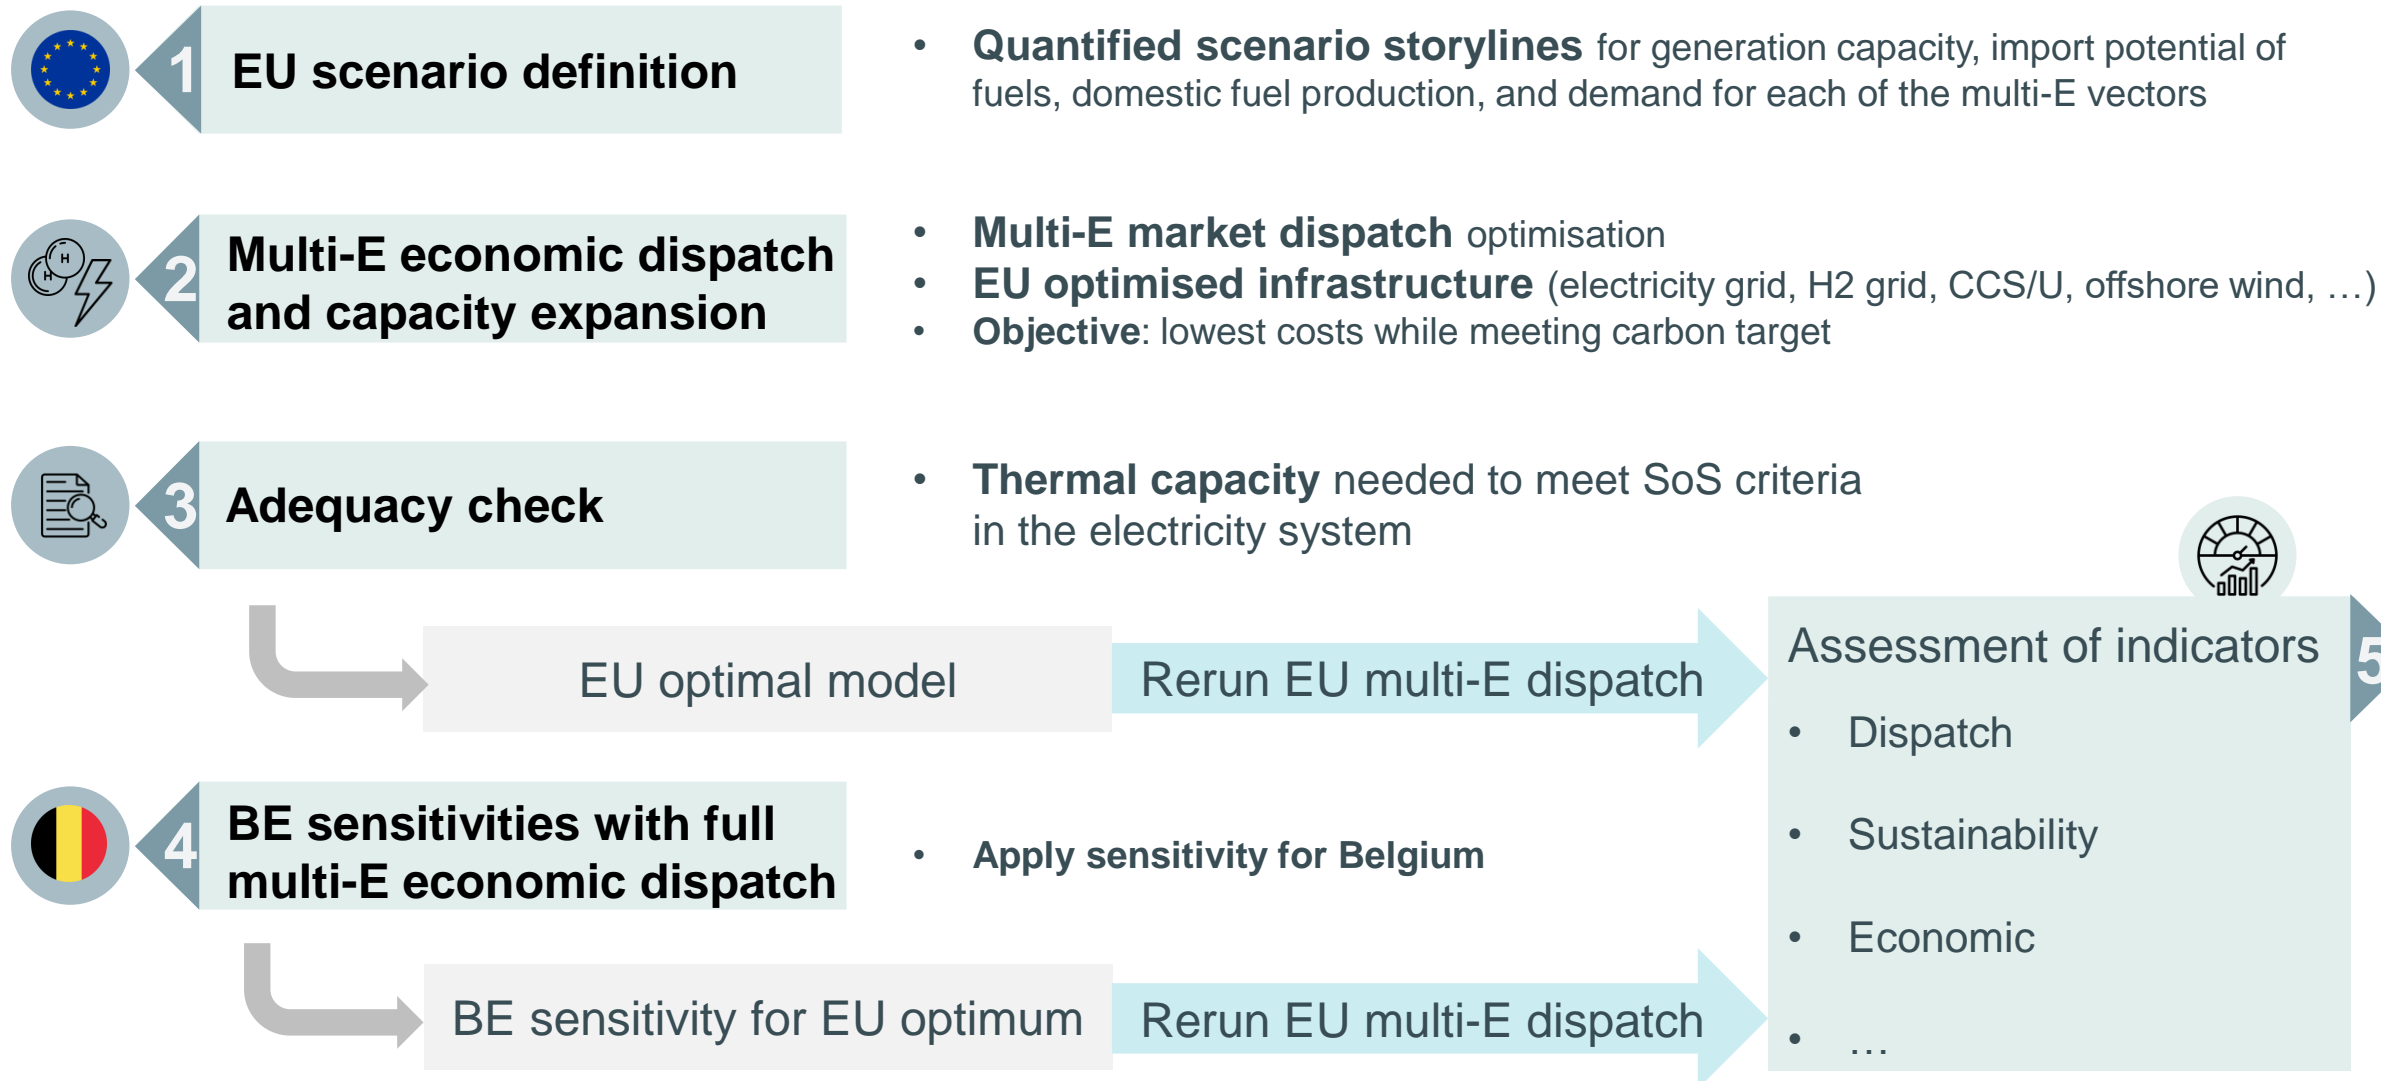 1
EU scenario definition
• Quantified scenario storylines for generation capacity, import potential of
fuels, domestic fuel production, and demand for each of the multi-E vectors
2
Multi-E economic dispatch
and capacity expansion
• Multi-E market dispatch optimisation
• EU optimised infrastructure (electricity grid, H2 grid, CCS/U, offshore wind, …)
• Objective: lowest costs while meeting carbon target
H
H
3
Adequacy check
• Thermal capacity needed to meet SoS criteria
in the electricity system
EU optimal model
Rerun EU multi-E dispatch
4
BE sensitivities with full
multi-E economic dispatch
• Apply sensitivity for Belgium
BE sensitivity for EU optimum
Rerun EU multi-E dispatch
5
Assessment of indicators
• Dispatch
• Sustainability
• Economic
• …